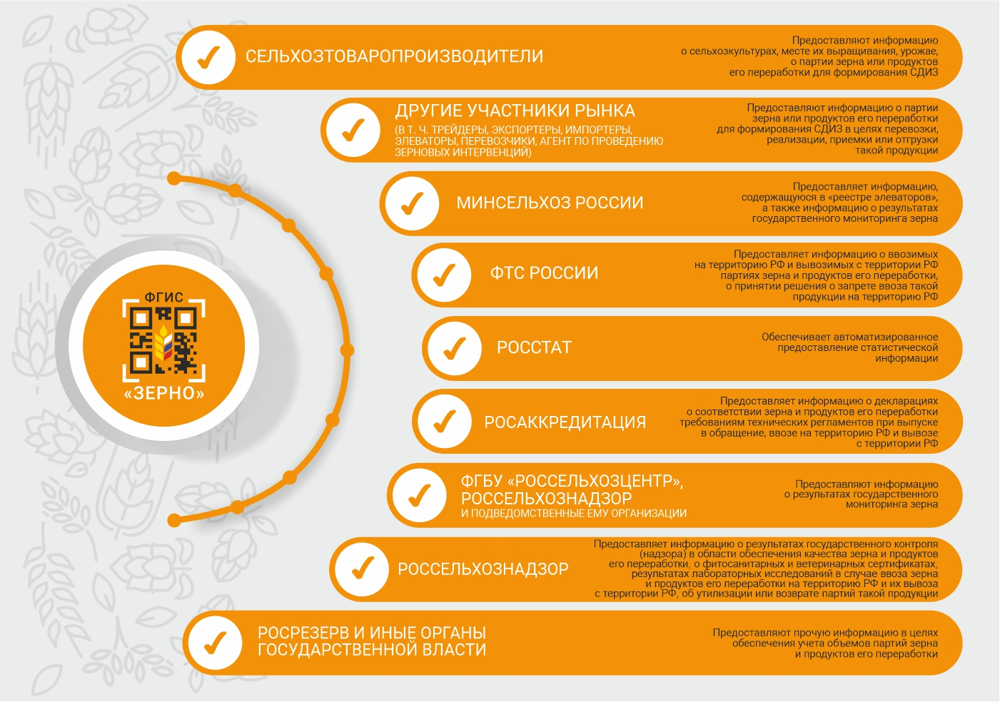 СЕЛЬХОЗТОВАРОПРОИЗВОДИТЕЛИ
Предоставляют информацию
о сельхозкультурах, месте их выращивания, урожае,
о партии зерна или продуктов
его переработки для формирования СДИЗ
ДРУГИЕ УЧАСТНИКИ РЫНКА
(В Т. Ч. ТРЕЙДЕРЫ, ЭКСПОРТЕРЫ, ИМПОРТЕРЫ,
ЭЛЕВАТОРЫ, ПЕРЕВОЗЧИКИ, АГЕНТ ПО ПРОВЕДЕНИЮ
ЗЕРНОВЫХ ИНТЕРВЕНЦИЙ)
Предоставляют информацию о партии
зерна или продуктов его переработки
для формирования СДИЗ в целях перевозки,
реализации, приемки или отгрузки
такой продукции
МИНСЕЛЬХОЗ РОССИИ
Предоставляет информацию,
содержащуюся в «реестре элеваторов»,
а также информацию о результатах
государственного мониторинга зерна
ФТС РОССИИ
Предоставляет информацию о ввозимых
на территорию РФ и вывозимых с территории РФ
партиях зерна и продуктов его переработки,
о принятии решения о запрете ввоза такой
продукции на территорию РФ
ФГИС
«ЗЕРНО»
РОССТАТ
Обеспечивает автоматизированное
предоставление статистической
информации
РОСАККРЕДИТАЦИЯ
Предоставляет информацию о декларациях
о соответствии зерна и продуктов его переработки
требованиям технических регламентов при выпуске
в обращение, ввозе на территорию РФ и вывозе
с территории РФ
ФГБУ «РОССЕЛЬХОЗЦЕНТР»,
РОССЕЛЬХОЗНАДЗОР
И ПОДВЕДОМСТВЕННЫЕ ЕМУ ОРГАНИЗАЦИИ
Предоставляют информацию
о результатах государственного
мониторинга зерна
РОССЕЛЬХОЗНАДЗОР
Предоставляет информацию о результатах государственного контроля
(надзора) в области обеспечения качества зерна и продуктов
его переработки, о фитосанитарных и ветеринарных сертификатах,
результатах лабораторных исследований в случае ввоза зерна
и продуктов его переработки на территорию РФ и их вывоза
с территории РФ, об утилизации или возврате партий такой продукции
РОСРЕЗЕРВ И ИНЫЕ ОРГАНЫ
ГОСУДАРСТВЕННОЙ ВЛАСТИ
Предоставляют прочую информацию в целях
обеспечения учета объемов партий зерна
и продуктов его переработки